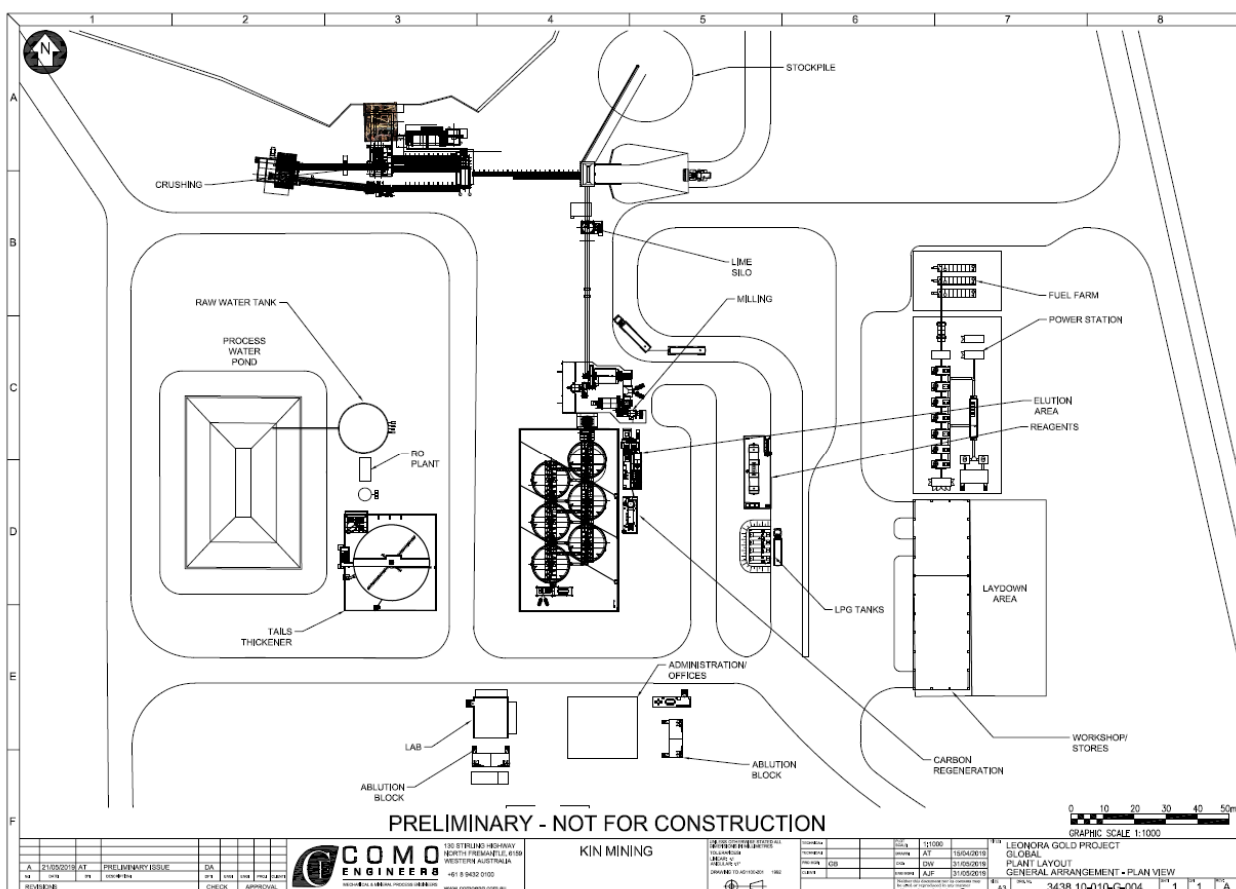 1 2 3 4 5 6 7 8
N
A
B
C
D
E
F
STOCKPILE
CRUSHING
LIME
SILO
MILLING
RAW WATER TANK
PROCESS
WATER
POND
FUEL FARM
POWER STATION
ELUTION
AREA
REAGENTS
RO
PLANT
LAYDOWN
AREA
LPG TANKS
TAILS
THICKENER
ADMINISTRATION/
OFFICES
LAB
WORKSHOP/
STORES
CARBON
REGENERATION
ABLUTION
BLOCK
ABLUTION
BLOCK
PRELIMINARY - NOT FOR CONSTRUCTION
0 10 20 30 40 50m
GRAPHIC SCALE 1:1000
A 21/05/2019 AT PRELIMINARY ISSUE DA
REVISIONS CHECK APPROVAL
COMO
ENGINEERS
130 STIRLING HIGHWAY
NORTH FREMANTLE, 6159
WESTERN AUSTRALIA
+61 8 9432 0100
KIN MINING
1:1000
AT 15/04/2019
GB DW 31/05/2019
AJF 31/05/2019
LEONORA GOLD PROJECT
GLOBAL
PLANT LAYOUT
GENERAL ARRANGEMENT - PLAN VIEW
A3 3438.10-010-G-004 1 A